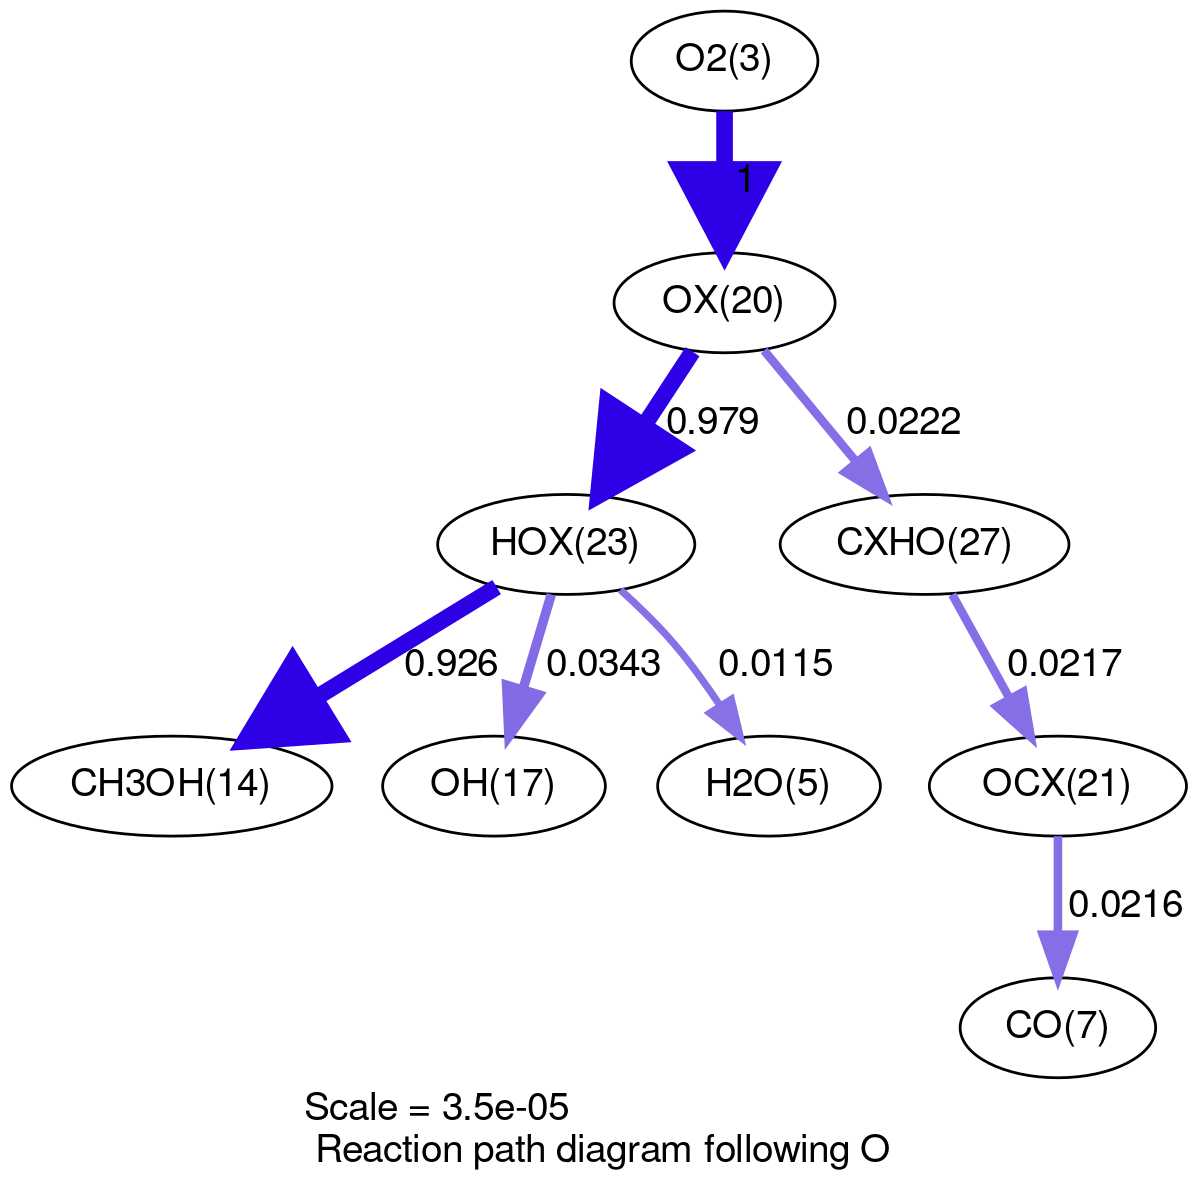 O2(3)
1
OX(20)
0.979
0.0222
HOX(23)
CXHO(27)
0.926
0.0343
0.0115
0.0217
CH3OH(14)
OH(17)
H2O(5)
OCX(21)
0.0216
CO(7)
Scale = 3.5e-05
Reaction path diagram following O